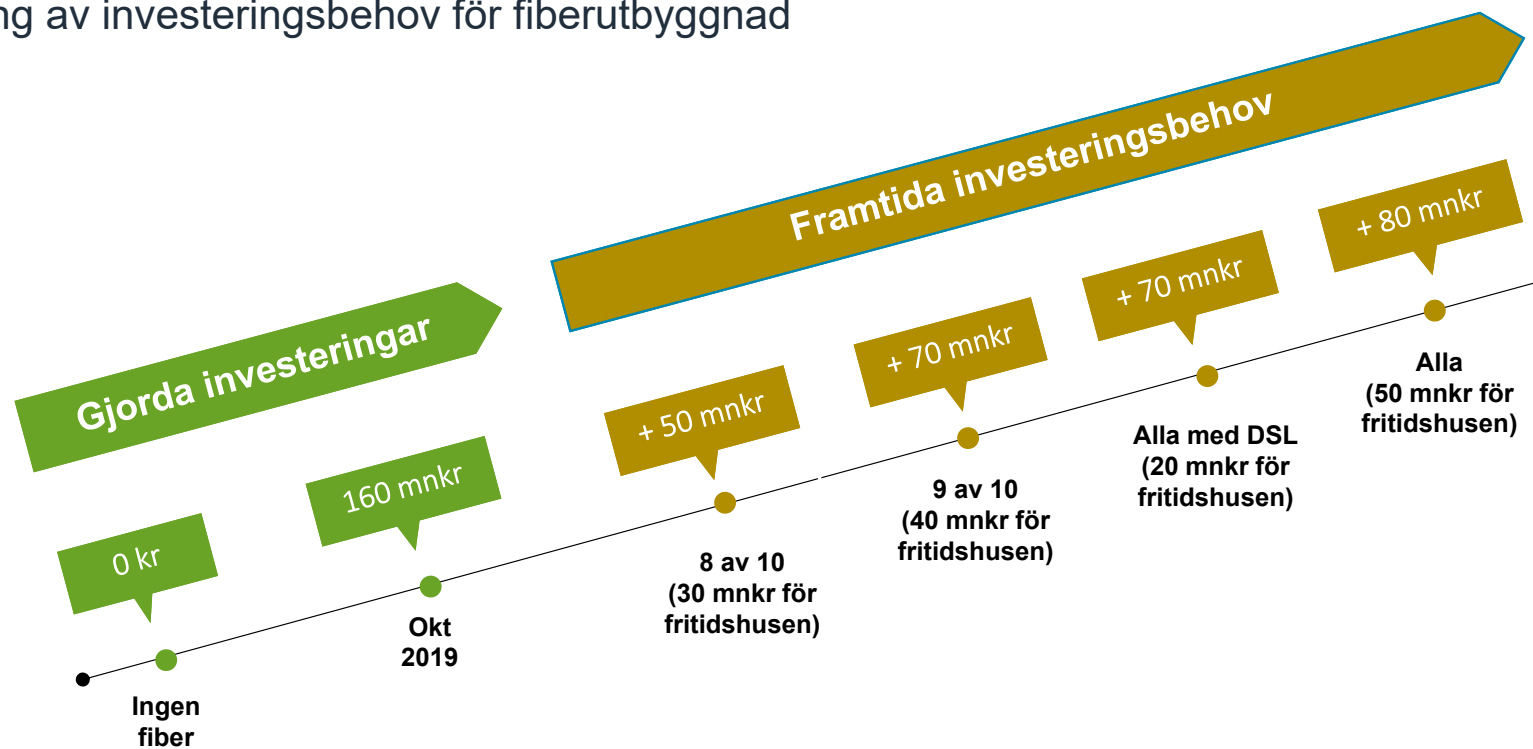 av investeringsbehov för fiberutbyggnad
Framtida investeringsbehov
Gjorda investeringar
0 kr
160 mnkr
+ 50 mnkr
+ 70 mnkr
+ 70 mnkr
+ 80 mnkr
Ingen
fiber
Okt
2019
8 av 10
(30 mnkr för
fritidshusen)
9 av 10
(40 mnkr för
fritidshusen)
Alla med DSL
(20 mnkr för
fritidshusen)
Alla
(50 mnkr för
fritidshusen)